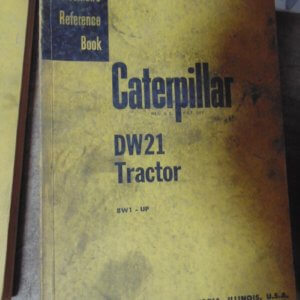 Reference
Book
Caterpillar
DW21
Tractor
8W1 - UP
ILLINOIS, U.S.A.